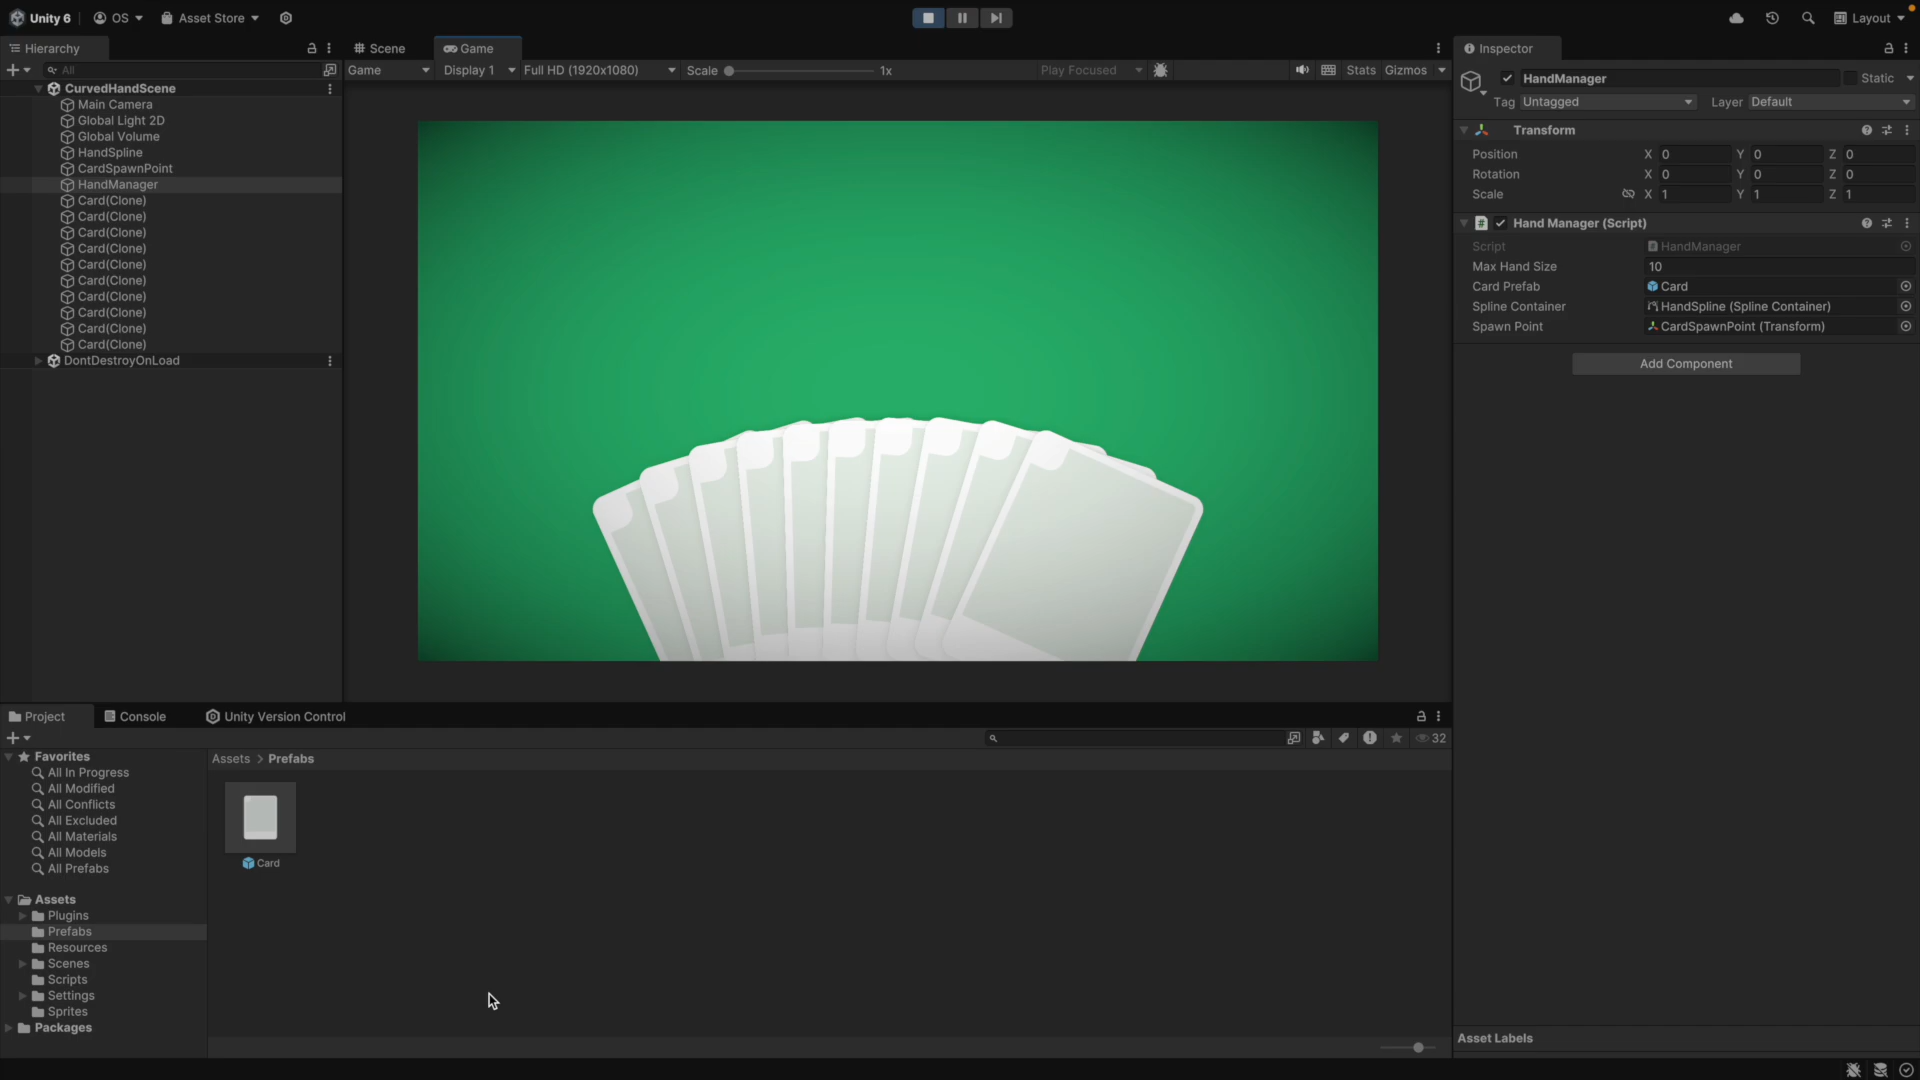 Unity 6 OS Asset Store Layout
Hierarchy
All
CurvedHandScene
Main Camera
Global Light 2D
Global Volume
HandSpline
CardSpawnPoint
HandManager
Card(Clone)
Card(Clone)
Card(Clone)
Card(Clone)
Card(Clone)
Card(Clone)
Card(Clone)
Card(Clone)
Card(Clone)
Card(Clone)
DontDestroyOnLoad
Scene Game
Game Display 1 Full HD (1920x1080) Scale 1x Play Focused Stats Gizmos
Inspector
HandManager Static
Tag Untagged Layer Default
Transform
Position X 0 Y 0 Z 0
Rotation X 0 Y 0 Z 0
Scale X 1 Y 1 Z 1
# Hand Manager (Script)
Script HandManager
Max Hand Size 10
Card Prefab Card
Spline Container HandSpline (Spline Container)
Spawn Point CardSpawnPoint (Transform)
Add Component
Project Console Unity Version Control
32
Favorites
All In Progress
All Modified
All Conflicts
All Excluded
All Materials
All Models
All Prefabs
Assets
Plugins
Prefabs
Resources
Scenes
Scripts
Settings
Sprites
Packages
Assets > Prefabs
Card
Asset Labels